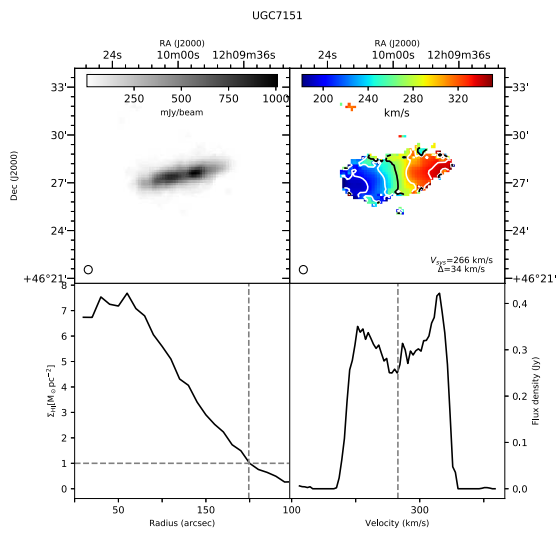 UGC7151
RA (J2000)
RA (J2000)
24s 10m00s 12h09m36s
24s 10m00s 12h09m36s
33'
33'
250 500 750 1000
200 240 280 320
mJy/beam
km/s
30'
30'
Dec (J2000)
27'
27'
24'
24'
V_sys=266 km/s
Δ=34 km/s
+46°21'
+46°21'
8
7
6
5
4
3
2
1
0
Σ_HI[M_⊙ pc^−2]
0,4
0,3
0,2
0,1
0,0
Flux density (Jy)
50 150
100 300
Radius (arcsec)
Velocity (km/s)